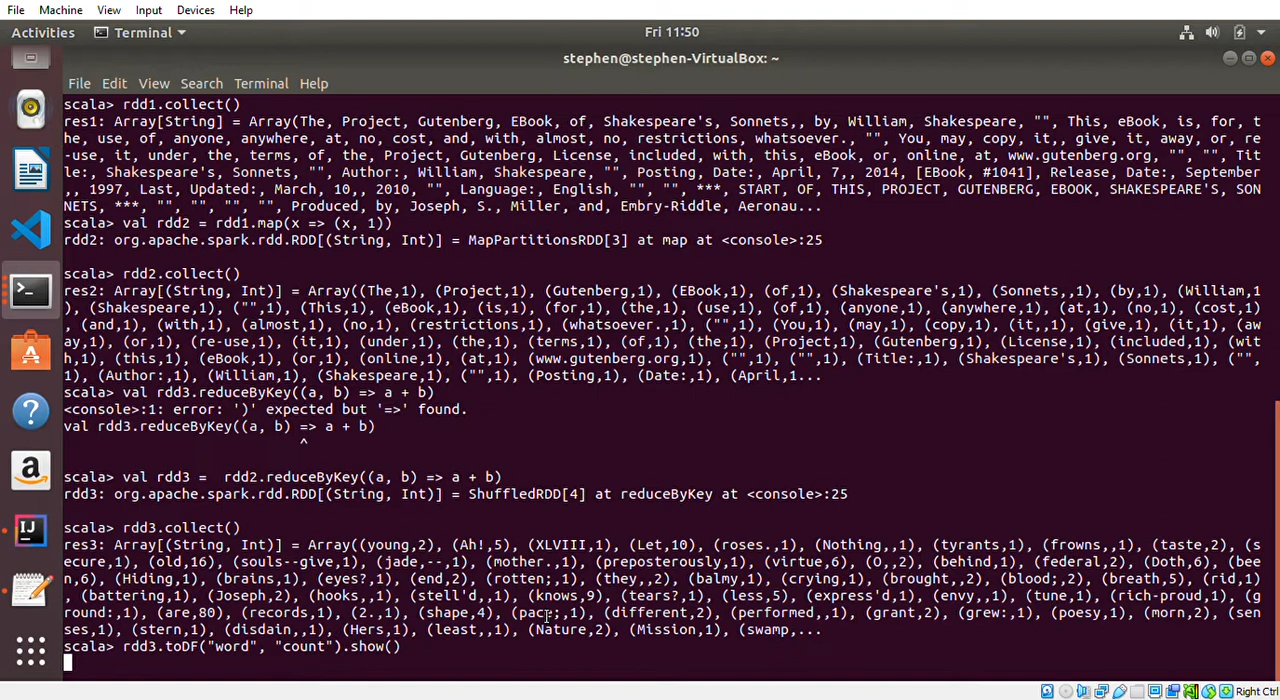 File Machine View Input Devices Help
Activities Terminal Fri 11:50
stephen@stephen-VirtualBox: ~
File Edit View Search Terminal Help
scala> rdd1.collect()
res1: Array[String] = Array(The, Project, Gutenberg, EBook, of, Shakespeare's, Sonnets,, by, William, Shakespeare, "", This, eBook, is, for, t
he, use, of, anyone, anywhere, at, no, cost, and, with, almost, no, restrictions, whatsoever., "", You, may, copy, it,, give, it, away, or, re
-use, it, under, the, terms, of, the, Project, Gutenberg, License, included, with, this, eBook, or, online, at, www.gutenberg.org, "", "", Tit
le:, Shakespeare's, Sonnets, "", Author:, William, Shakespeare, "", Posting, Date:, April, 7,, 2014, [EBook, #1041], Release, Date:, September
,, 1997, Last, Updated:, March, 10,, 2010, "", Language:, English, "", "", ***, START, OF, THIS, PROJECT, GUTENBERG, EBOOK, SHAKESPEARE'S, SON
NETS, ***, "", "", "", "", Produced, by, Joseph, S., Miller, and, Embry-Riddle, Aeronau...
scala> val rdd2 = rdd1.map(x => (x, 1))
rdd2: org.apache.spark.rdd.RDD[(String, Int)] = MapPartitionsRDD[3] at map at <console>:25
scala> rdd2.collect()
res2: Array[(String, Int)] = Array((The,1), (Project,1), (Gutenberg,1), (EBook,1), (of,1), (Shakespeare's,1), (Sonnets,,1), (by,1), (William,1
), (Shakespeare,1), ("",1), (This,1), (eBook,1), (is,1), (for,1), (the,1), (use,1), (of,1), (anyone,1), (anywhere,1), (at,1), (no,1), (cost,1)
, (and,1), (with,1), (almost,1), (no,1), (restrictions,1), (whatsoever.,1), ("",1), (You,1), (may,1), (copy,1), (it,,1), (give,1), (it,1), (aw
ay,1), (or,1), (re-use,1), (it,1), (under,1), (the,1), (terms,1), (of,1), (the,1), (Project,1), (Gutenberg,1), (License,1), (included,1), (wit
h,1), (this,1), (eBook,1), (or,1), (online,1), (at,1), (www.gutenberg.org,1), ("",1), ("",1), (Title:,1), (Shakespeare's,1), (Sonnets,1), ("",
1), (Author:,1), (William,1), (Shakespeare,1), ("",1), (Posting,1), (Date:,1), (April,1...
scala> val rdd3.reduceByKey((a, b) => a + b)
<console>:1: error: ')' expected but '=>' found.
val rdd3.reduceByKey((a, b) => a + b)
^
scala> val rdd3 =  rdd2.reduceByKey((a, b) => a + b)
rdd3: org.apache.spark.rdd.RDD[(String, Int)] = ShuffledRDD[4] at reduceByKey at <console>:25
scala> rdd3.collect()
res3: Array[(String, Int)] = Array((young,2), (Ah!,5), (XLVIII,1), (Let,10), (roses.,1), (Nothing,,1), (tyrants,1), (frowns,,1), (taste,2), (s
ecure,1), (old,16), (souls--give,1), (jade,--,1), (mother.,1), (preposterously,1), (virtue,6), (O,,2), (behind,1), (federal,2), (Doth,6), (bee
n,6), (Hiding,1), (brains,1), (eyes?,1), (end,,2), (rotten;,1), (they,,2), (balmy,1), (crying,1), (brought,,2), (blood;,2), (breath,5), (rid,1)
, (battering,1), (Joseph,2), (hooks,,1), (stell'd,,1), (knows,9), (tears?,1), (less,5), (express'd,1), (envy,,1), (tune,1), (rich-proud,1), (g
round:,1), (are,80), (records,1), (2.,1), (shape,4), (pace;,1), (different,2), (performed,,1), (grant,2), (grew:,1), (poesy,1), (morn,2), (sen
ses,1), (stern,1), (disdain,,1), (Hers,1), (least,,1), (Nature,2), (Mission,1), (swamp,...
scala> rdd3.toDF("word", "count").show()
Right Ctrl